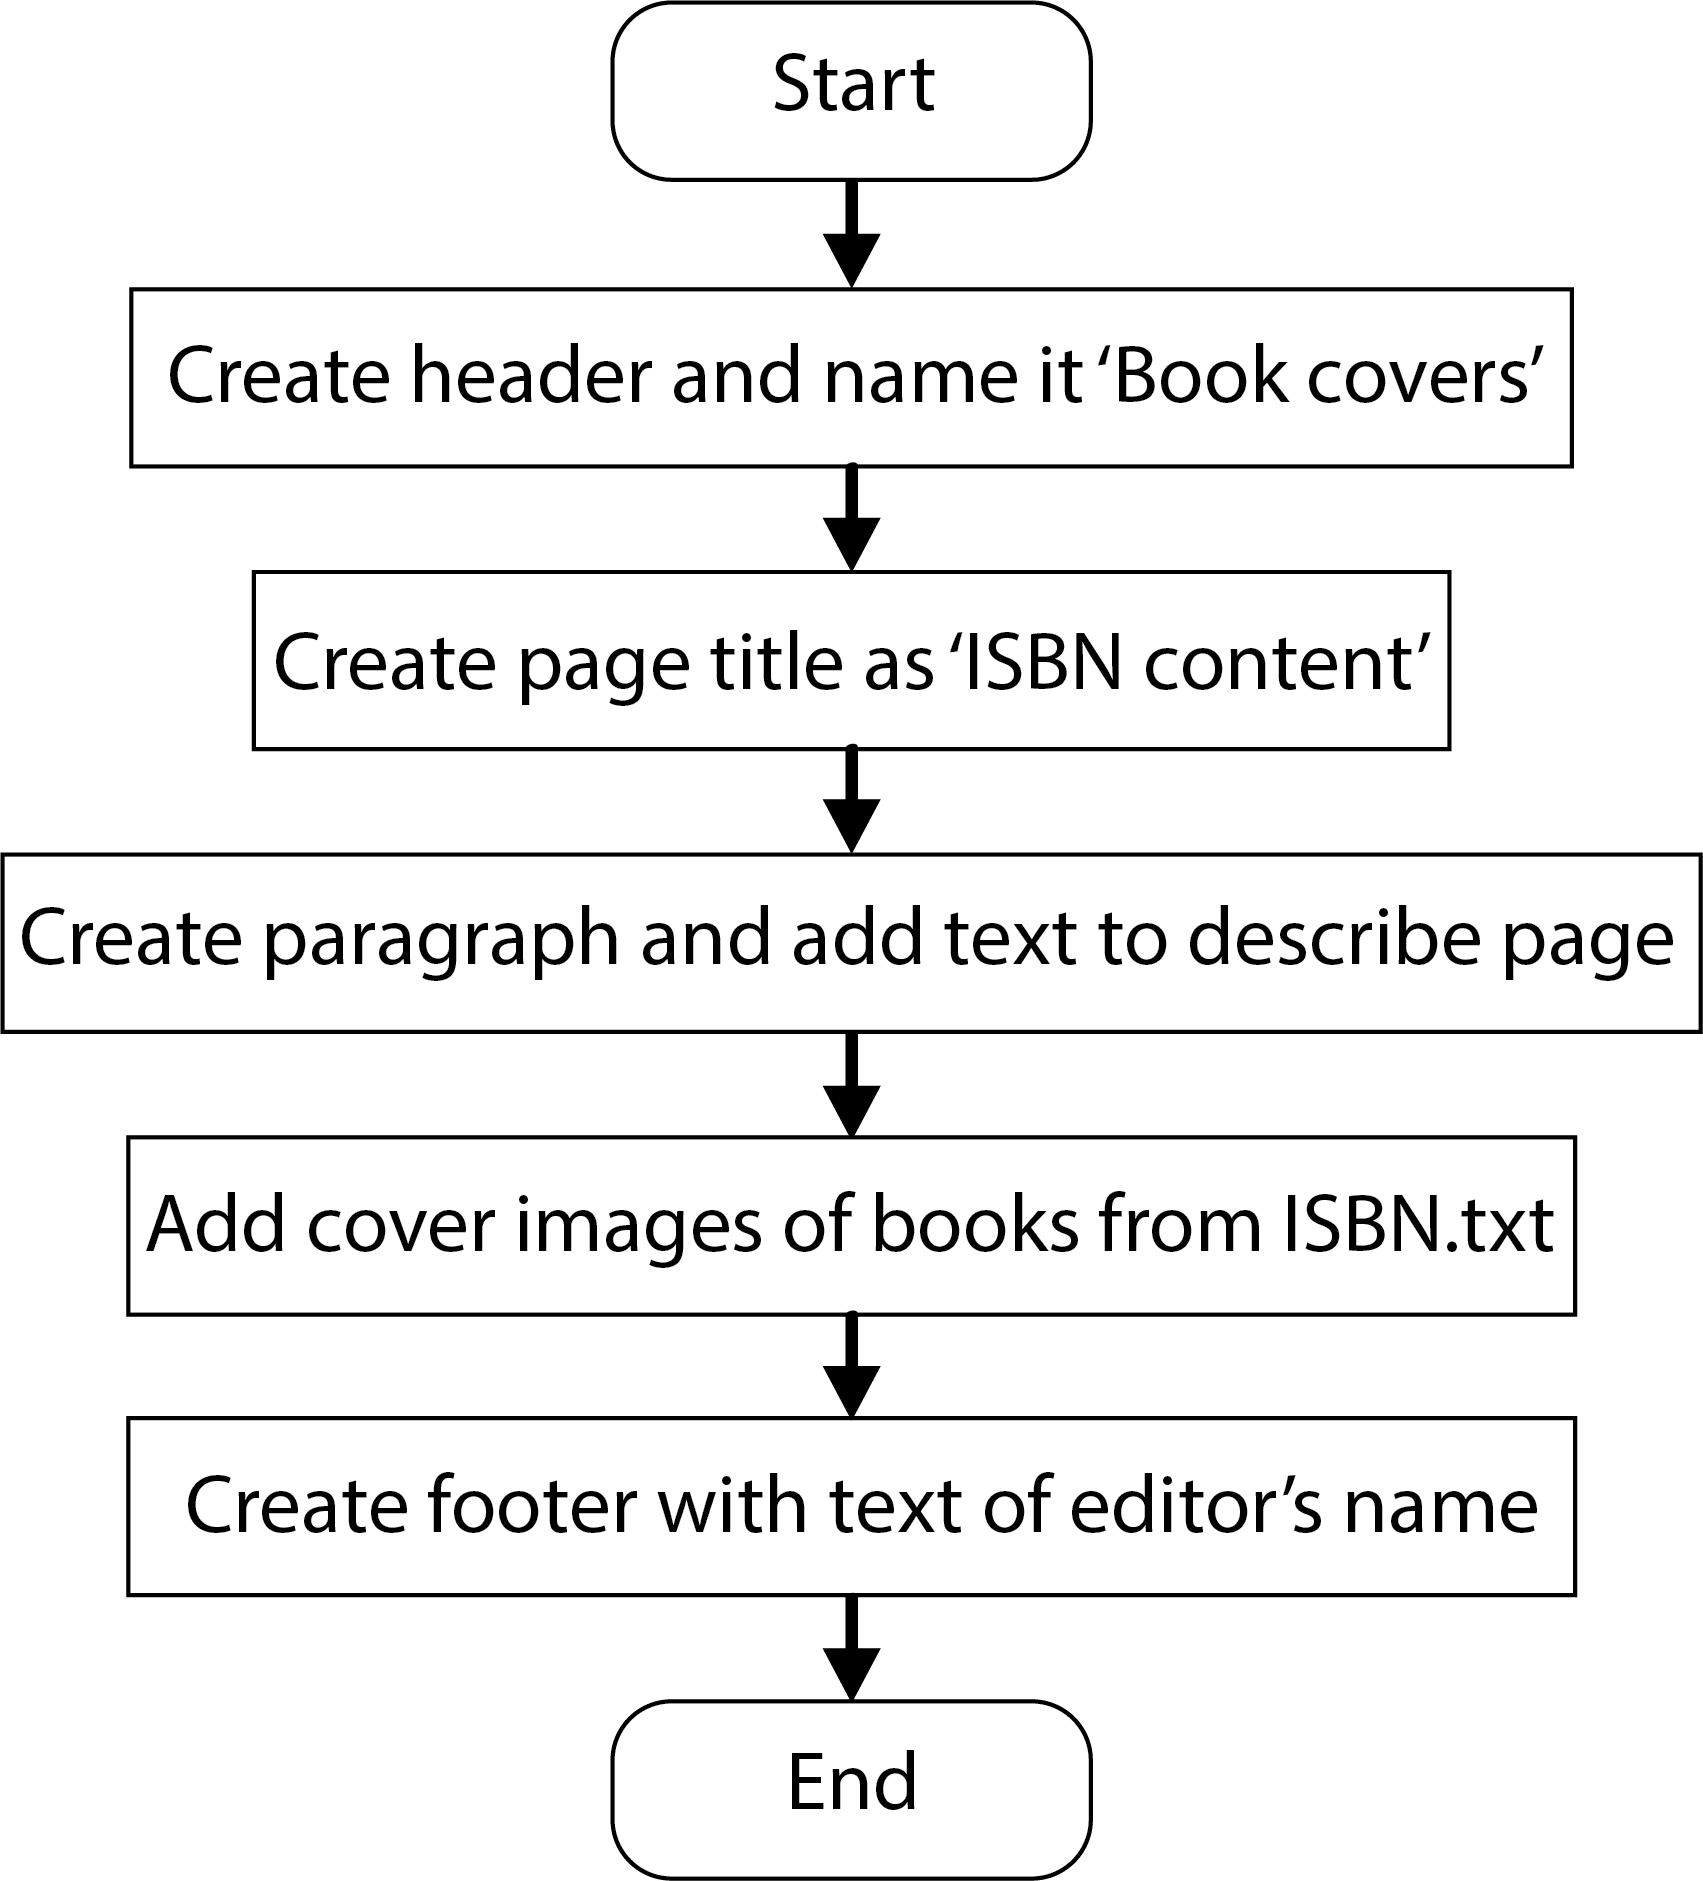 Start
Create header and name it ‘Book covers’
Create page title as ‘ISBN content’
Create paragraph and add text to describe page
Add cover images of books from ISBN.txt
Create footer with text of editor’s name
End